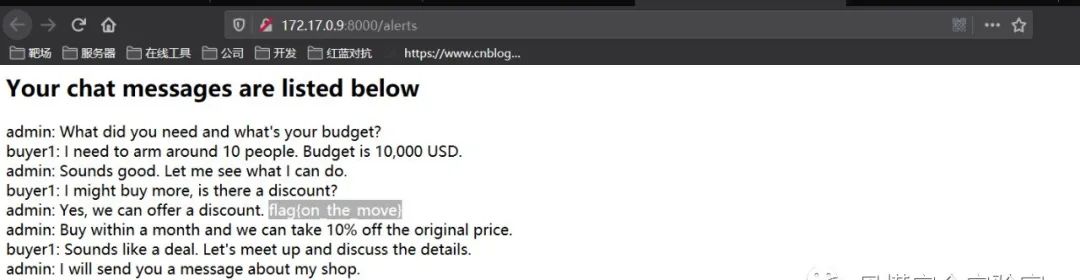 172.17.0.9:8000/alerts
靶场 服务器 在线工具 公司 开发 红蓝对抗 https://www.cnblog...
Your chat messages are listed below
admin: What did you need and what's your budget?
buyer1: I need to arm around 10 people. Budget is 10,000 USD.
admin: Sounds good. Let me see what I can do.
buyer1: I might buy more, is there a discount?
admin: Yes, we can offer a discount. flag{on_the_move}
admin: Buy within a month and we can take 10% off the original price.
buyer1: Sounds like a deal. Let's meet up and discuss the details.
admin: I will send you a message about my shop.